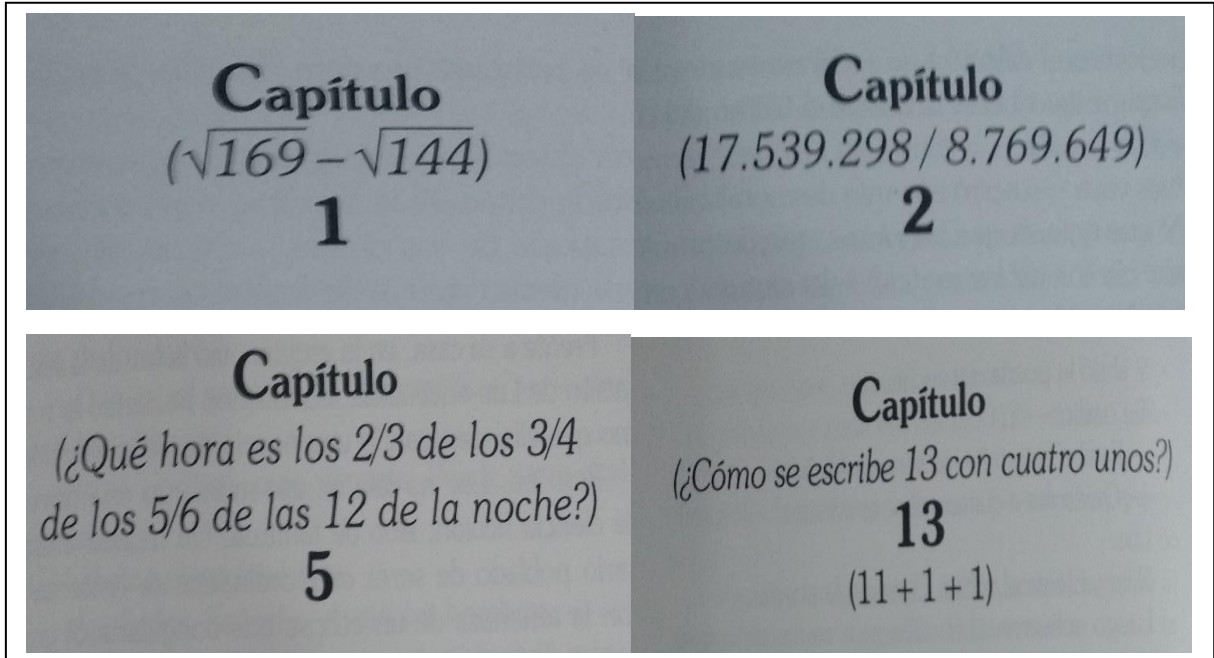 Capítulo
(√169 – √144)
1
Capítulo
(17.539.298 / 8.769.649)
2
Capítulo
(¿Qué hora es los 2/3 de los 3/4
de los 5/6 de las 12 de la noche?)
5
Capítulo
(¿Cómo se escribe 13 con cuatro unos?)
13
(11 + 1 + 1)